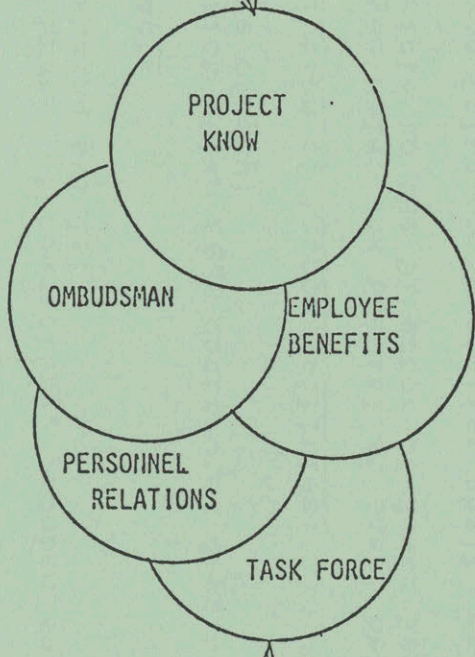 PROJECT
KNOW
OMBUDSMAN
EMPLOYEE
BENEFITS
PERSONNEL
RELATIONS
TASK FORCE